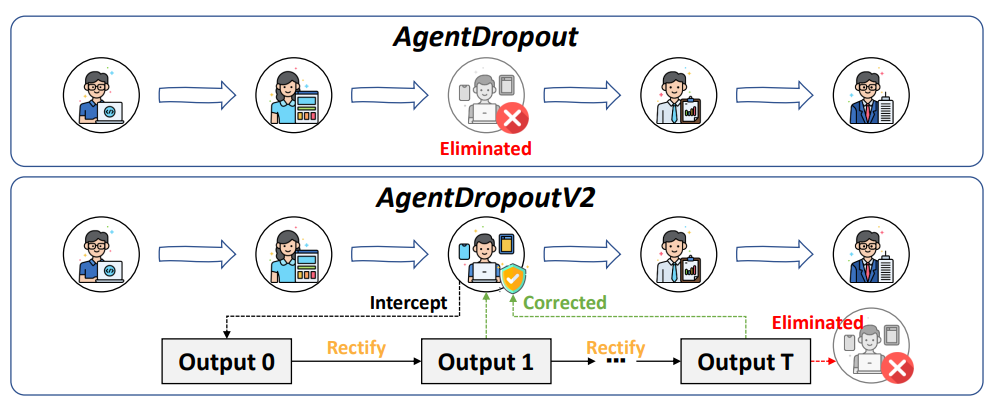 AgentDropout
Eliminated
AgentDropoutV2
Intercept
Corrected
Eliminated
Output 0
Rectify
Output 1
Rectify
...
Output T